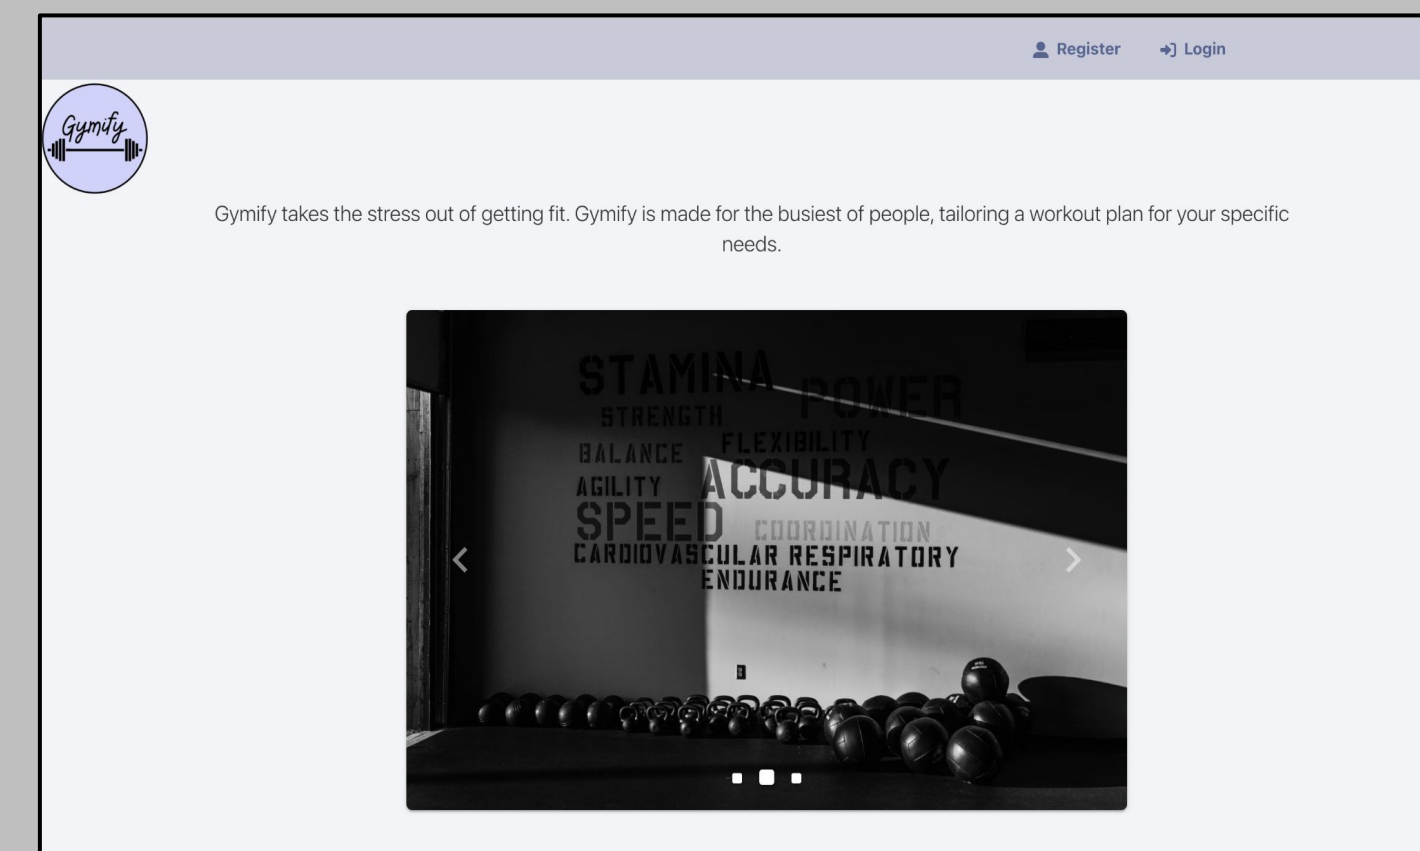 Register Login
Gymify
Gymify takes the stress out of getting fit. Gymify is made for the busiest of people, tailoring a workout plan for your specific
needs.
STAMINA
POWER
STRENGTH
FLEXIBILITY
BALANCE
ACCURACY
AGILITY
SPEED
COORDINATION
CARDIOVASCULAR RESPIRATORY
ENDURANCE